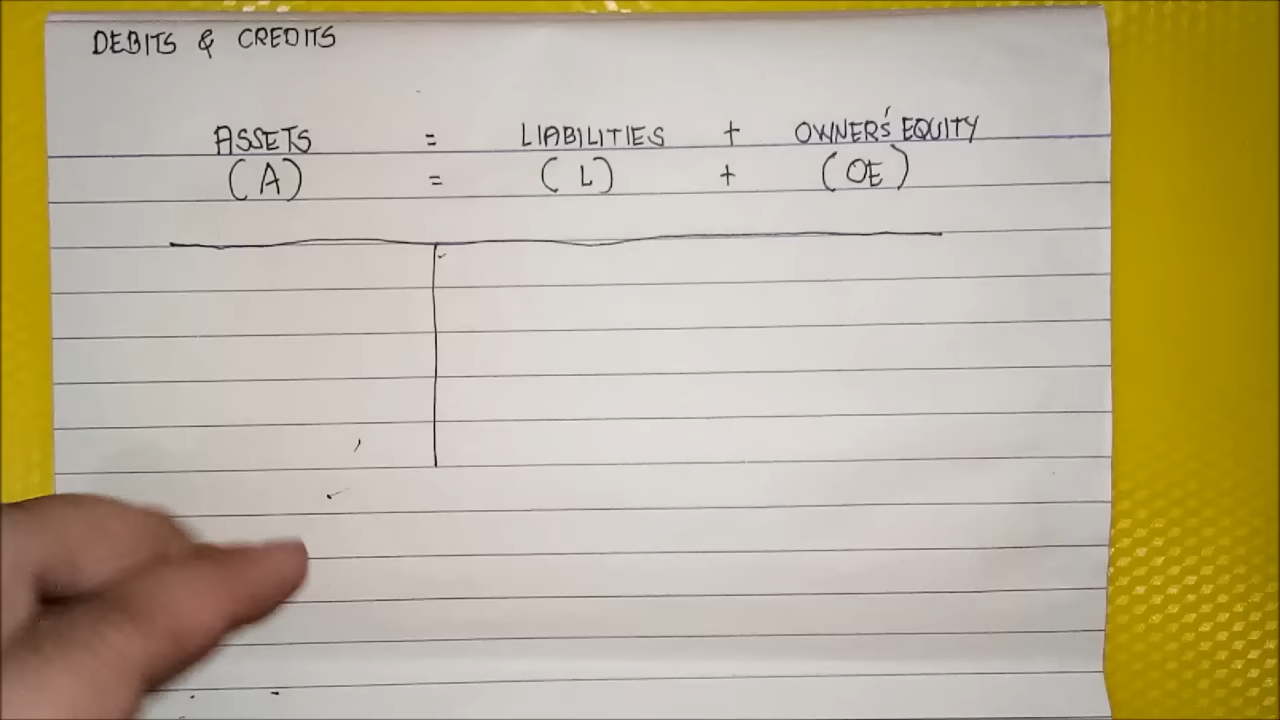 DEBITS & CREDITS
ASSETS = LIABILITIES + OWNER'S EQUITY
(A) = (L) + (OE)